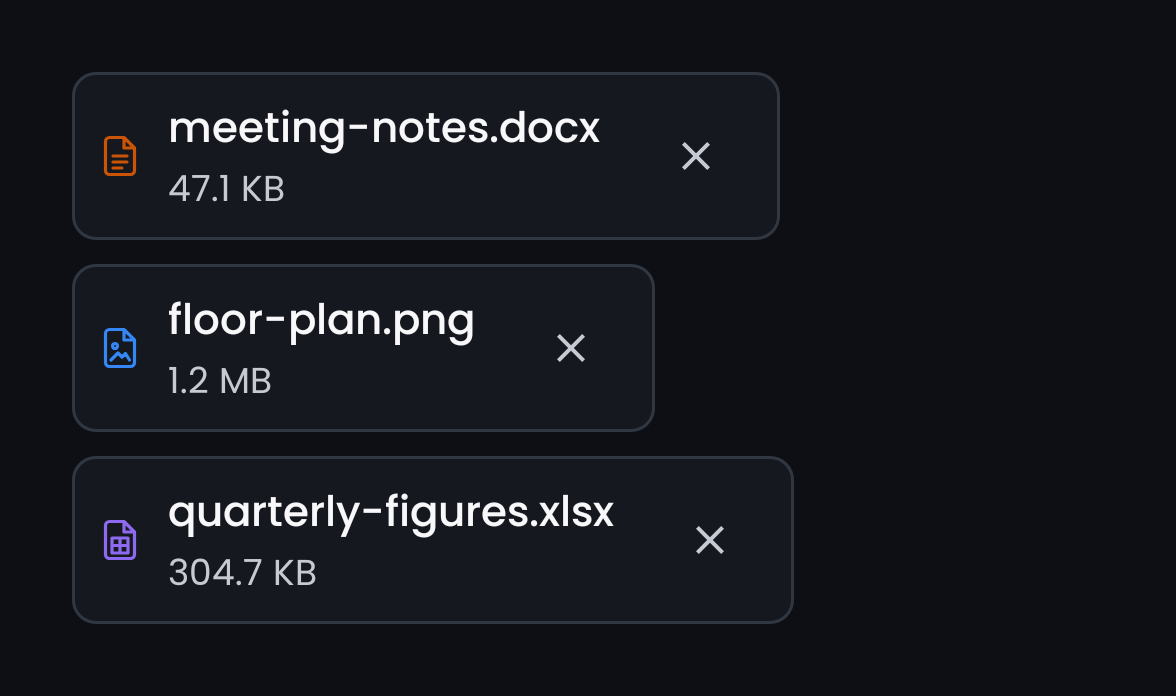 meeting-notes.docx
47.1 KB
floor-plan.png
1.2 MB
quarterly-figures.xlsx
304.7 KB